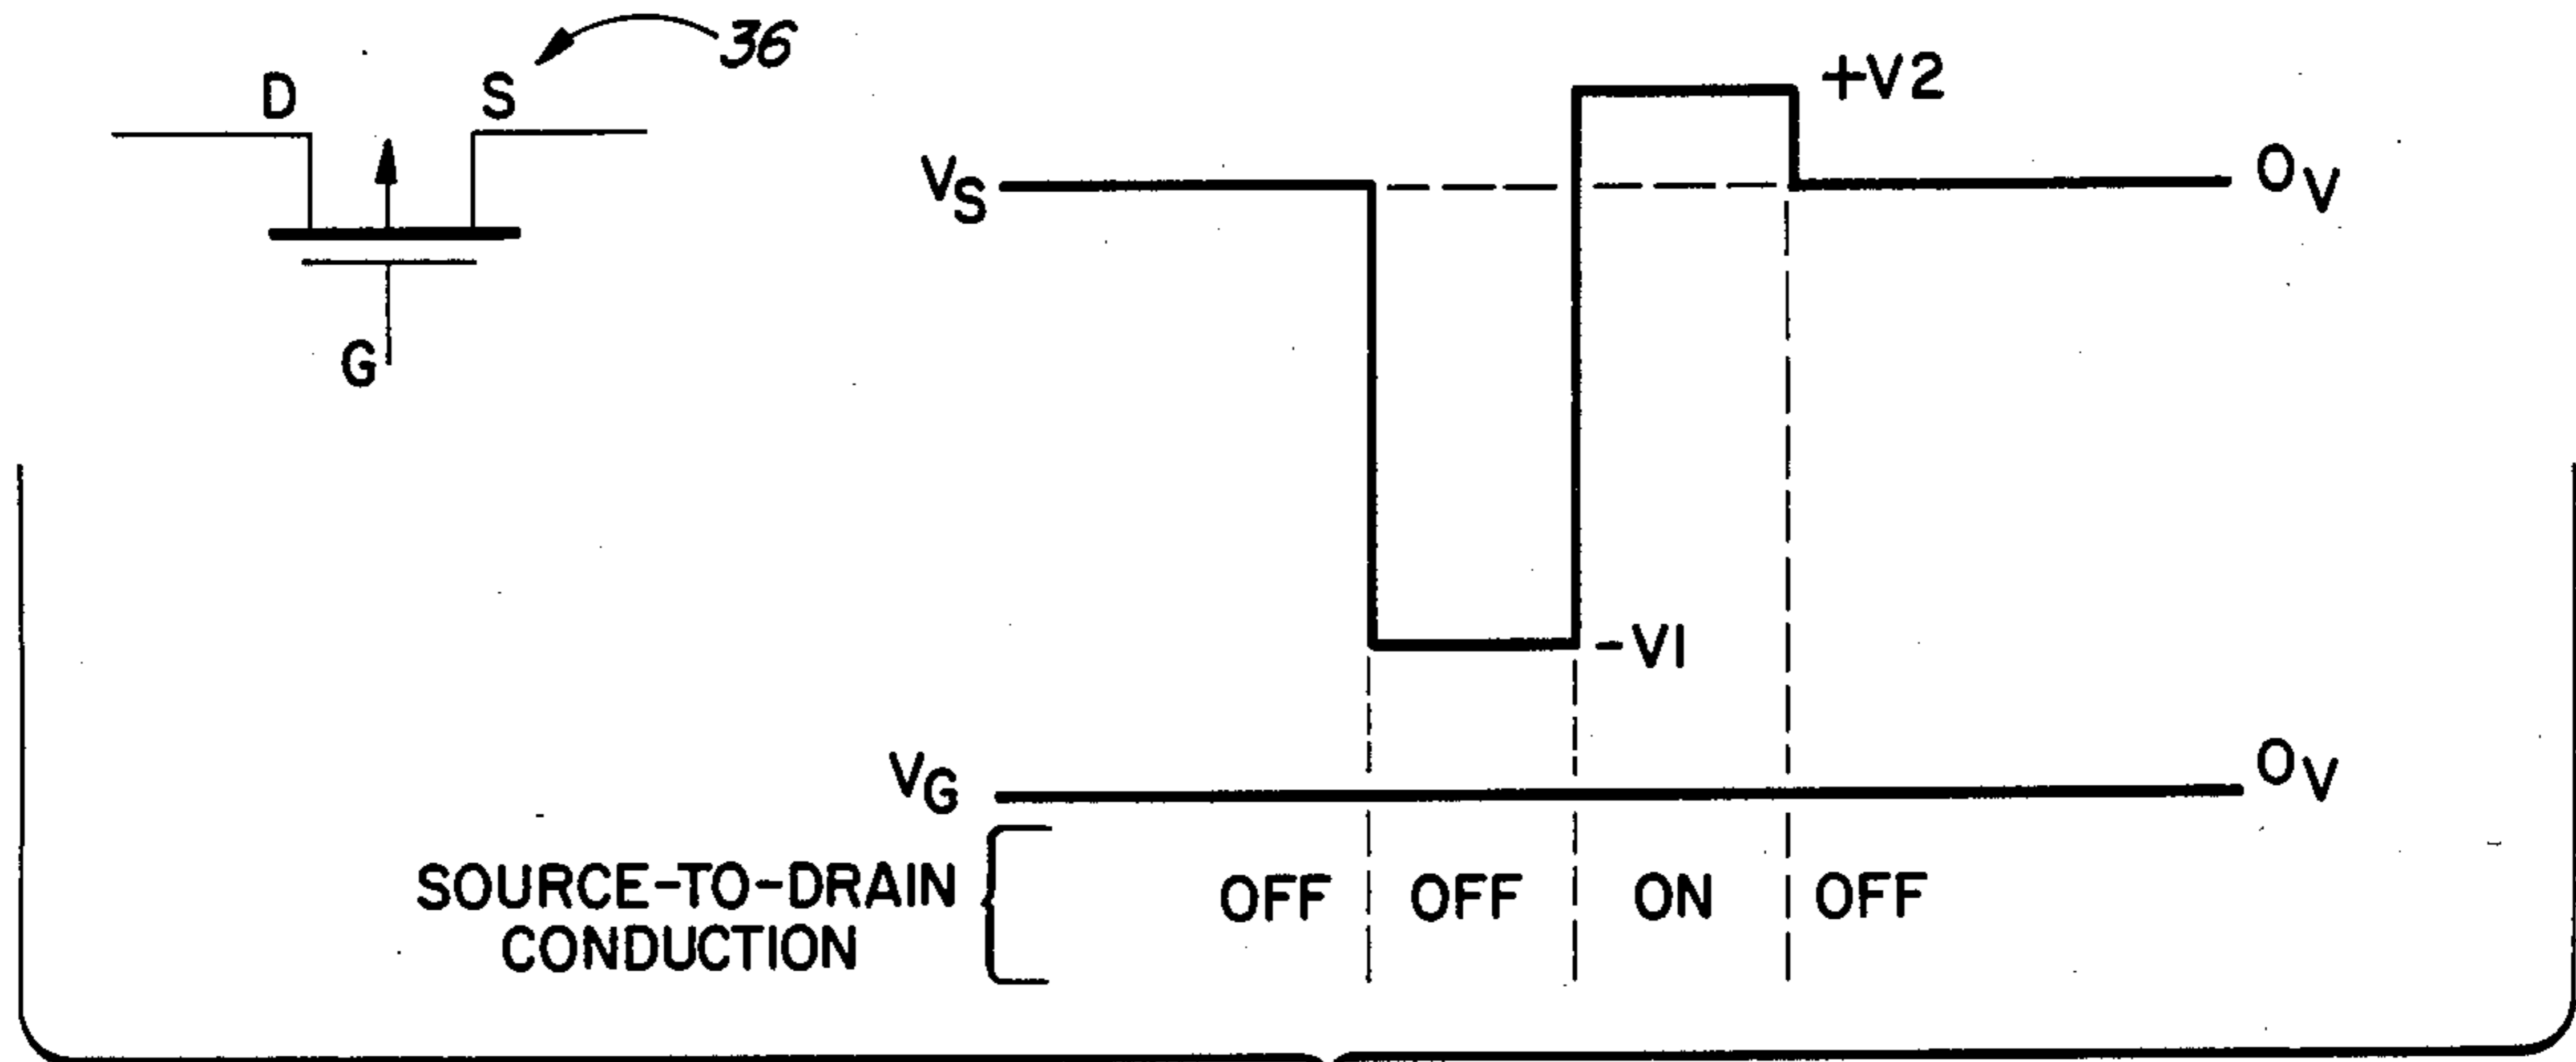 36
D S
G
+V2
VS 0V
-V1
VG 0V
SOURCE-TO-DRAIN
CONDUCTION
OFF OFF ON OFF